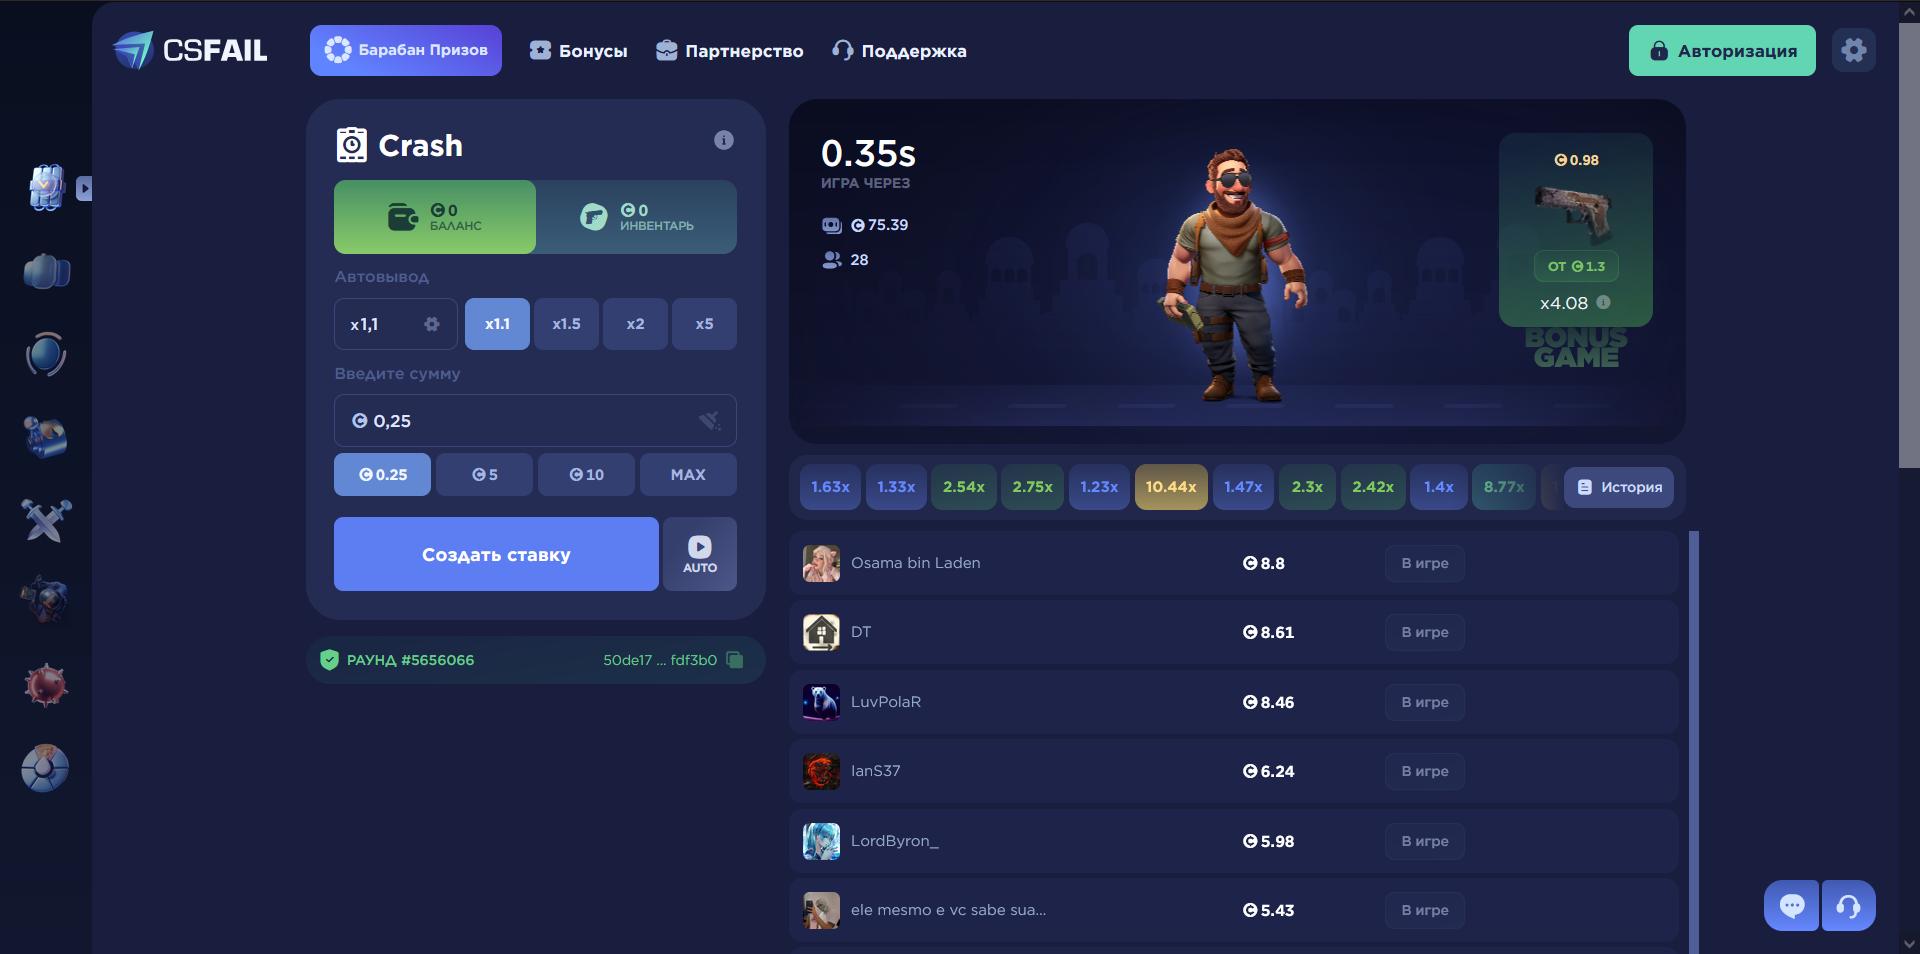 CSFAIL
Барабан Призов
Бонусы
Партнерство
Поддержка
Авторизация
Crash
0
БАЛАНС
0
ИНВЕНТАРЬ
Автовывод
x1,1
x1.1
x1.5
x2
x5
Введите сумму
0,25
0.25
5
10
MAX
Создать ставку
AUTO
РАУНД #5656066
50de17 ... fdf3b0
0.35s
ИГРА ЧЕРЕЗ
75.39
28
0.98
ОТ 1.3
x4.08
BONUS
GAME
1.63x
1.33x
2.54x
2.75x
1.23x
10.44x
1.47x
2.3x
2.42x
1.4x
8.77x
История
Osama bin Laden
8.8
В игре
DT
8.61
В игре
LuvPolaR
8.46
В игре
IanS37
6.24
В игре
LordByron_
5.98
В игре
ele mesmo e vc sabe sua...
5.43
В игре